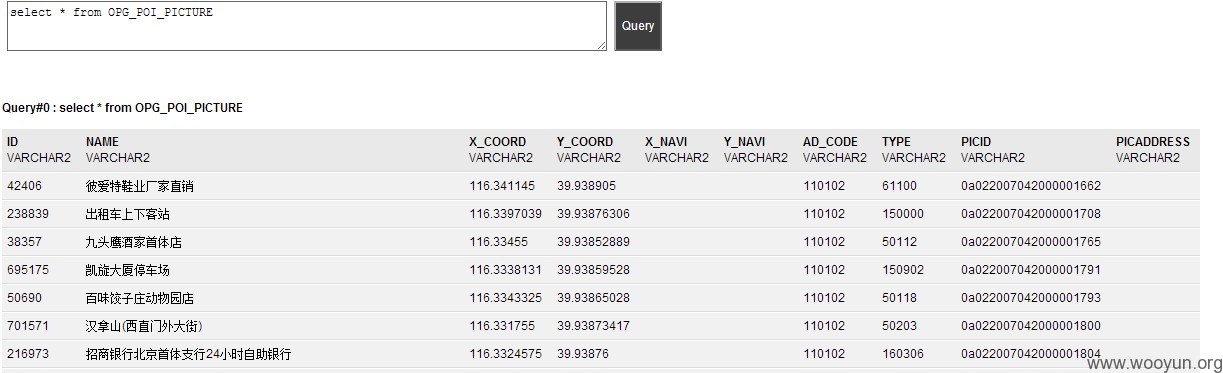 select * from OPG_POI_PICTURE
Query
Query#0 : select * from OPG_POI_PICTURE
ID NAME X_COORD Y_COORD X_NAVI Y_NAVI AD_CODE TYPE PICID PICADDRESS
VARCHAR2 VARCHAR2 VARCHAR2 VARCHAR2 VARCHAR2 VARCHAR2 VARCHAR2 VARCHAR2 VARCHAR2 VARCHAR2
42406 彼爱特鞋业厂家直销 116.341145 39.938905 110102 61100 0a022007042000001662
238839 出租车上下客站 116.3397039 39.93876306 110102 150000 0a022007042000001708
38357 九头鹰酒家首体店 116.33455 39.93852889 110102 50112 0a022007042000001765
695175 凯旋大厦停车场 116.3338131 39.93859528 110102 150902 0a022007042000001791
50690 百味饺子庄动物园店 116.3343325 39.93865028 110102 50118 0a022007042000001793
701571 汉拿山(西直门外大街) 116.331755 39.93873417 110102 50203 0a022007042000001800
216973 招商银行北京首体支行24小时自助银行 116.3324575 39.93876 110102 160306 0a022007042000001804
www.wooyun.org